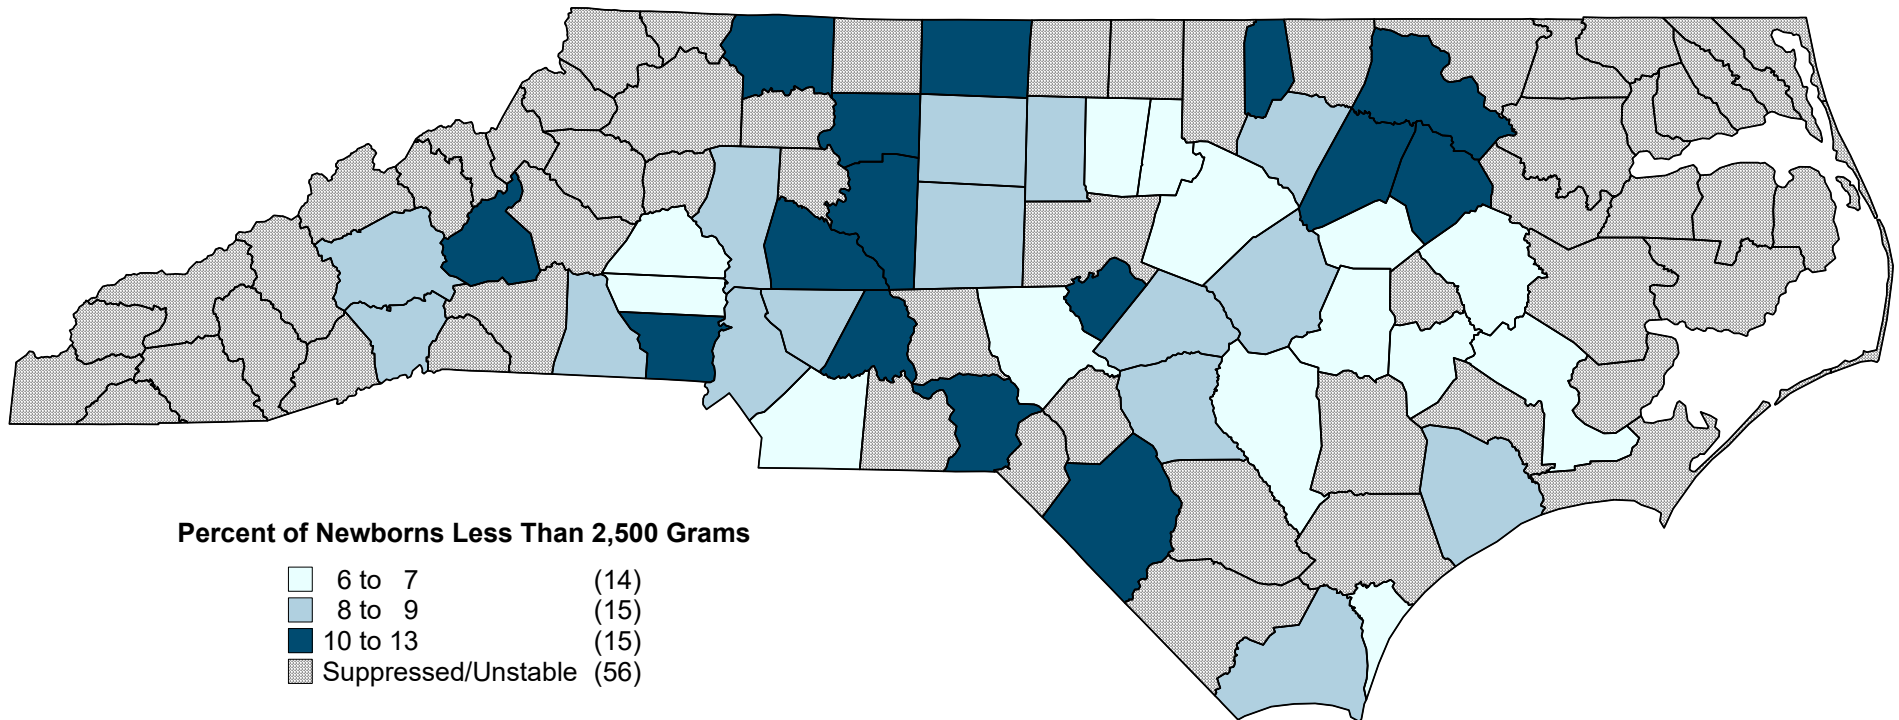 Percent of Newborns Less Than 2,500 Grams
6 to 7 (14)
8 to 9 (15)
10 to 13 (15)
Suppressed/Unstable (56)